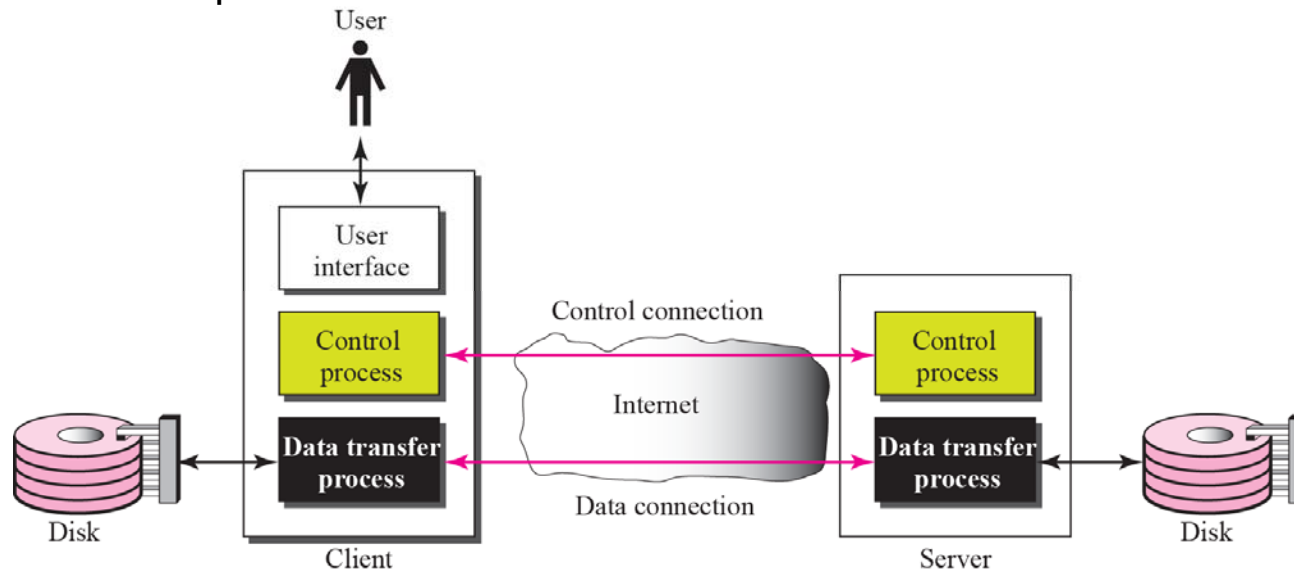 User
User
interface
Control connection
Control
process
Control
process
Internet
Data transfer
process
Data transfer
process
Data connection
Disk
Client
Server
Disk